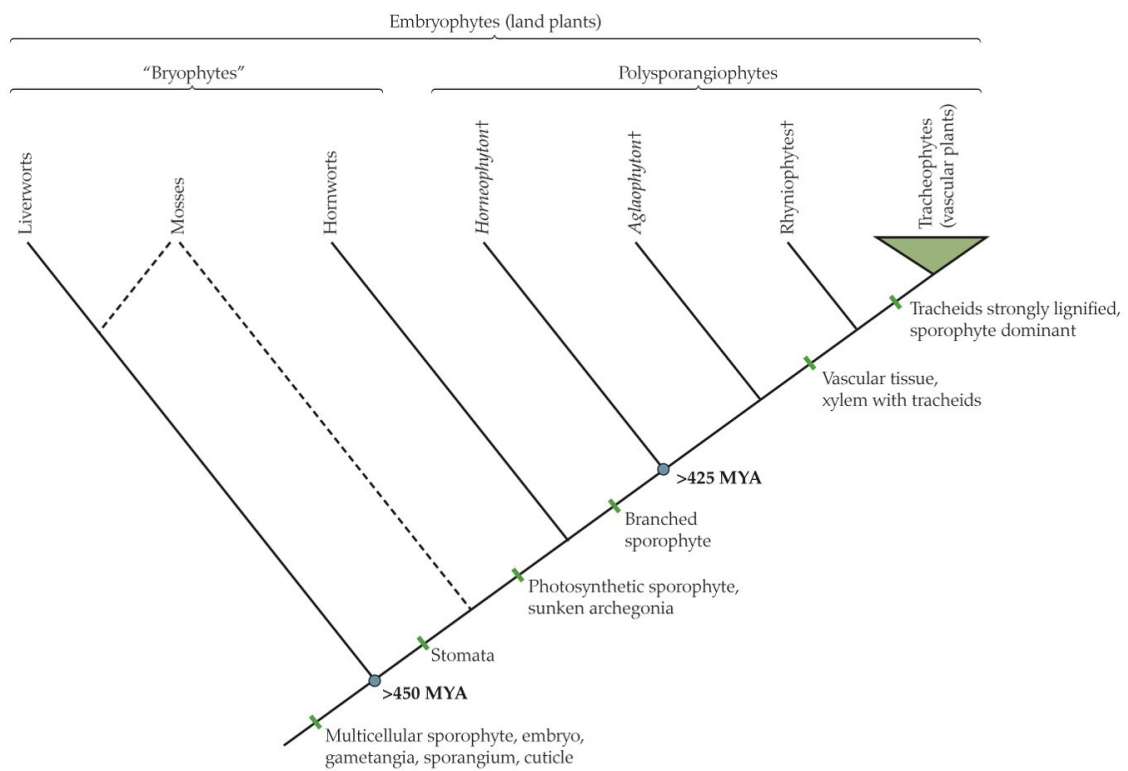 Embryophytes (land plants)
“Bryophytes”
Polysporangiophytes
Liverworts
Mosses
Hornworts
Horneophyton†
Aglaophyton†
Rhyniophytes†
Tracheophytes
(vascular plants)
Tracheids strongly lignified,
sporophyte dominant
Vascular tissue,
xylem with tracheids
>425 MYA
Branched
sporophyte
Photosynthetic sporophyte,
sunken archegonia
Stomata
>450 MYA
Multicellular sporophyte, embryo,
gametangia, sporangium, cuticle